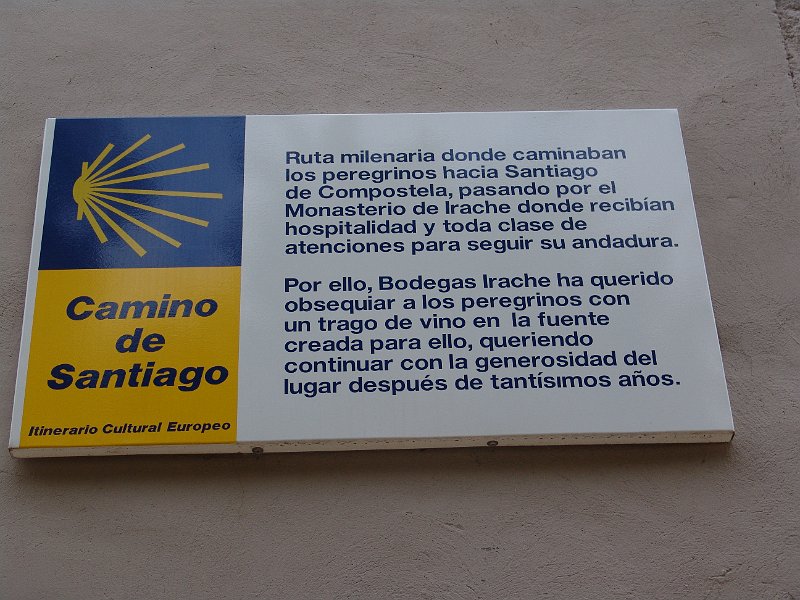 Camino
de
Santiago
Itinerario Cultural Europeo
Ruta milenaria donde caminaban
los peregrinos hacia Santiago
de Compostela, pasando por el
Monasterio de Irache donde recibían
hospitalidad y toda clase de
atenciones para seguir su andadura.
Por ello, Bodegas Irache ha querido
obsequiar a los peregrinos con
un trago de vino en la fuente
creada para ello, queriendo
continuar con la generosidad del
lugar después de tantísimos años.